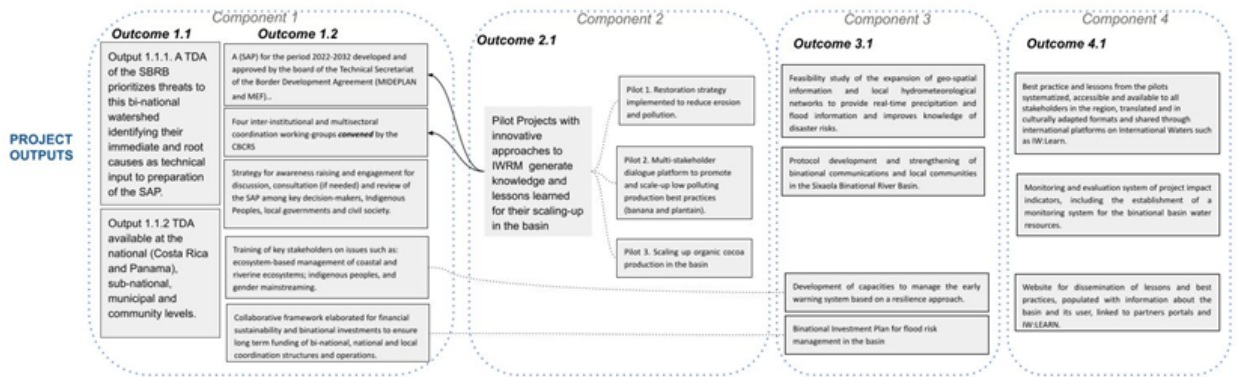 Component 1
Component 2
Component 3
Component 4
PROJECT
OUTPUTS
Outcome 1.1
Output 1.1.1. A TDA
of the SBRB
prioritizes threats to
this bi-national
watershed
identifying their
immediate and root
causes as technical
input to preparation
of the SAP.
Output 1.1.2 TDA
available at the
national (Costa Rica
and Panama),
sub-national,
municipal and
community levels.
Outcome 1.2
A (SAP) for the period 2022-2032 developed and
approved by the board of the Technical Secretariat
of the Border Development Agreement (MIDEPLAN
and MEF)...
Four inter-institutional and multisectoral
coordination working-groups convened by the
CBCRS
Strategy for awareness raising and engagement for
discussion, consultation (if needed) and review of
the SAP among key decision-makers, Indigenous
Peoples, local governments and civil society.
Training of key stakeholders on issues such as:
ecosystem-based management of coastal and
riverine ecosystems; indigenous peoples, and
gender mainstreaming.
Collaborative framework elaborated for financial
sustainability and binational investments to ensure
long term funding of bi-national, national and local
coordination structures and operations.
Outcome 2.1
Pilot Projects with
innovative
approaches to
IWRM generate
knowledge and
lessons learned
for their scaling-up
in the basin
Pilot 1. Restoration strategy
implemented to reduce erosion
and pollution.
Pilot 2. Multi-stakeholder
dialogue platform to promote
and scale-up low polluting
production best practices
(banana and plantain).
Pilot 3. Scaling up organic cocoa
production in the basin
Outcome 3.1
Feasibility study of the expansion of geo-spatial
information and local hydrometeorological
networks to provide real-time precipitation and
flood information and improves knowledge of
disaster risks.
Protocol development and strengthening of
binational communications and local communities
in the Sixaola Binational River Basin.
Development of capacities to manage the early
warning system based on a resilience approach.
Binational Investment Plan for flood risk
management in the basin
Outcome 4.1
Best practice and lessons from the pilots
systematized, accessible and available to all
stakeholders in the region, translated and in
culturally adapted formats and shared through
international platforms on International Waters such
as IW:Learn.
Monitoring and evaluation system of project impact
indicators, including the establishment of a
monitoring system for the binational basin water
resources.
Website for dissemination of lessons and best
practices, populated with information about the
basin and its user, linked to partners portals and
IW:LEARN.